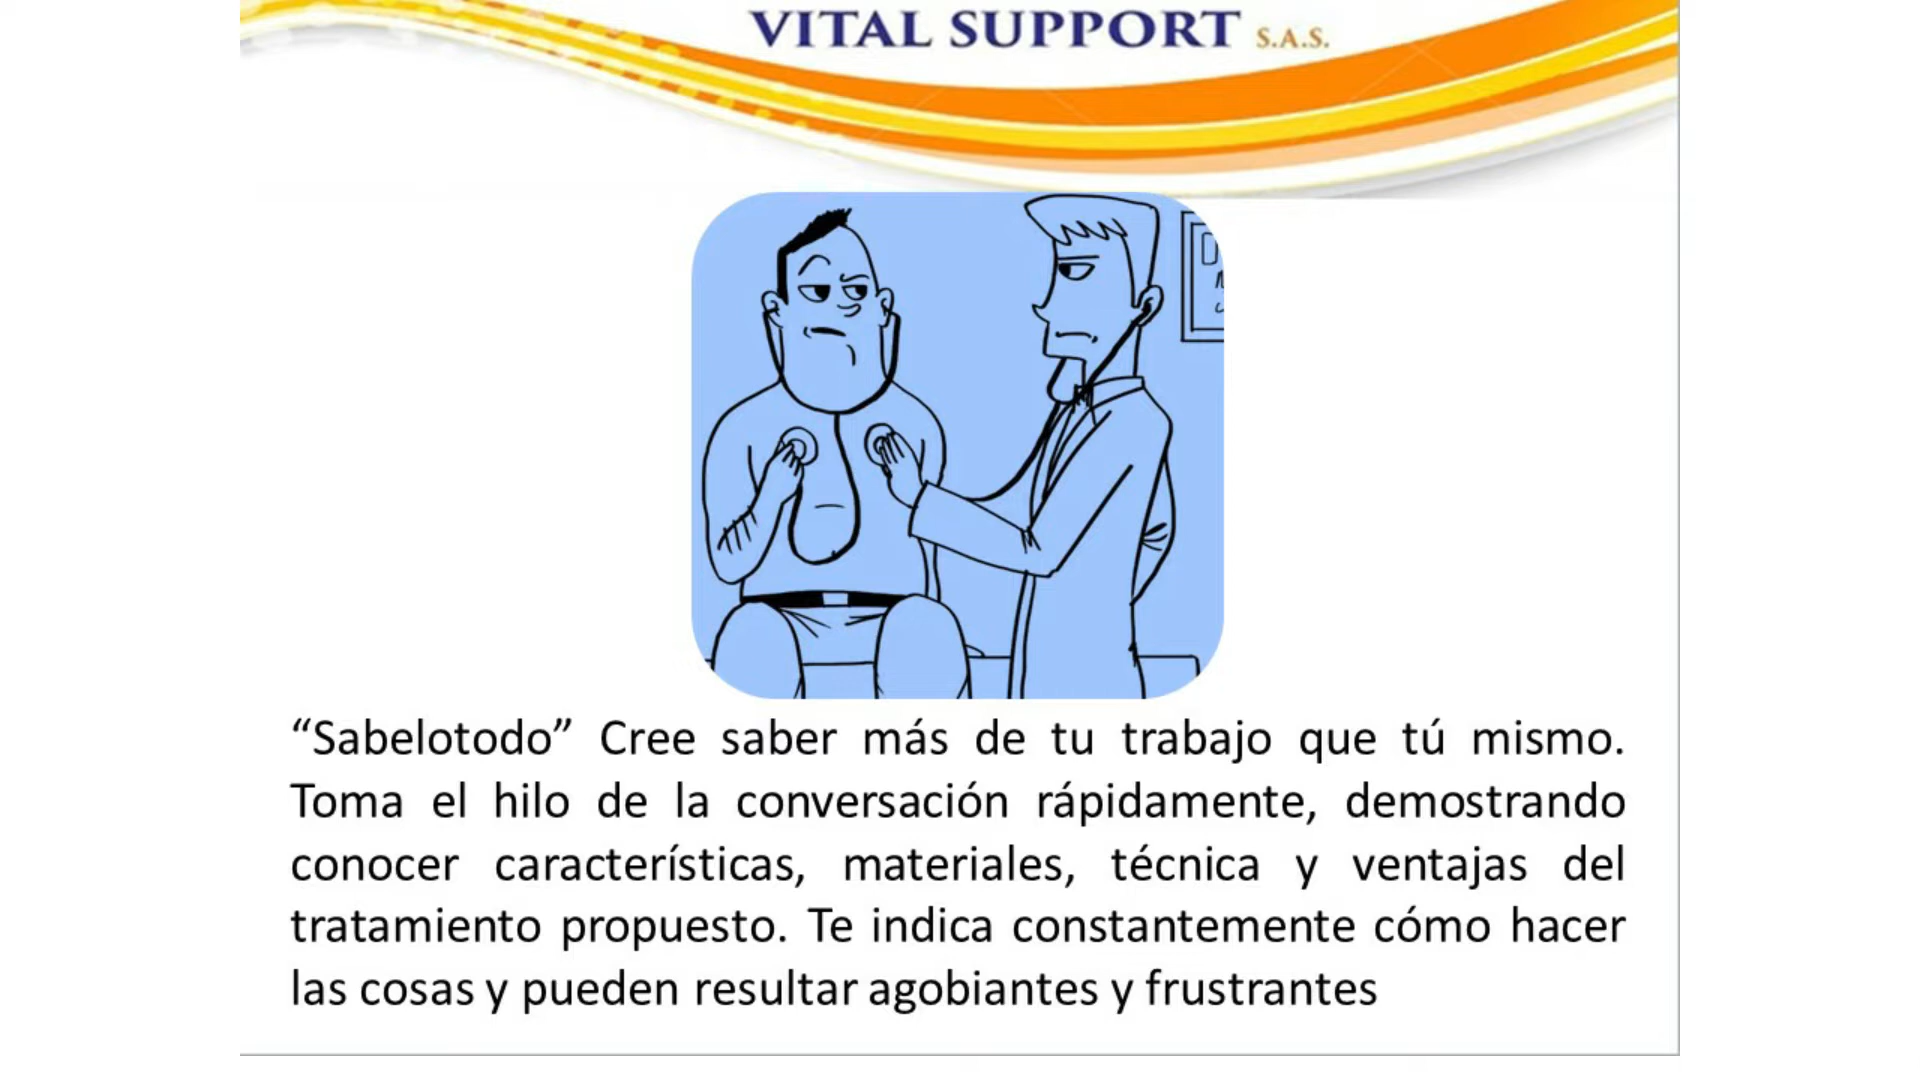 VITAL SUPPORT S.A.S.
“Sabelotodo” Cree saber más de tu trabajo que tú mismo.
Toma el hilo de la conversación rápidamente, demostrando
conocer características, materiales, técnica y ventajas del
tratamiento propuesto. Te indica constantemente cómo hacer
las cosas y pueden resultar agobiantes y frustrantes